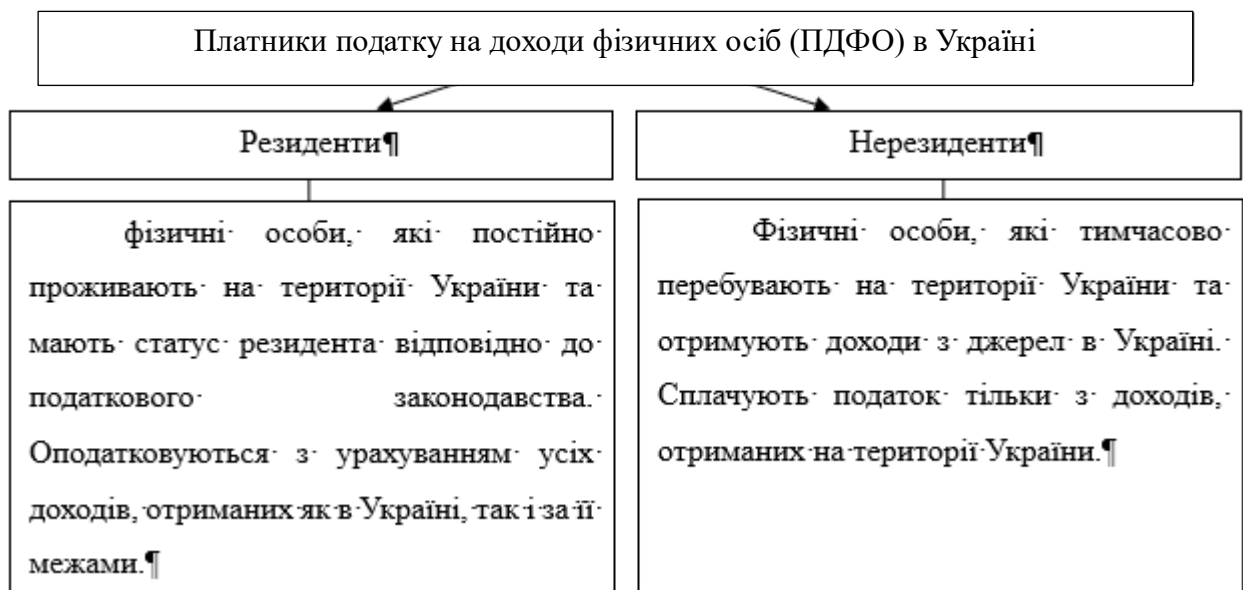 Платники податку на доходи фізичних осіб (ПДФО) в Україні
Резиденти¶
Нерезиденти¶
фізичні· особи,· які· постійно·
проживають· на· території· України· та·
мають· статус· резидента· відповідно· до·
податкового· законодавства.·
Оподатковуються· з· урахуванням· усіх·
доходів,·отриманих·як·в·Україні,·так·і·за·її·
межами.¶
Фізичні· особи,· які· тимчасово·
перебувають· на· території· України· та·
отримують· доходи· з· джерел· в· Україні.·
Сплачують· податок· тільки· з· доходів,·
отриманих·на·території·України.¶